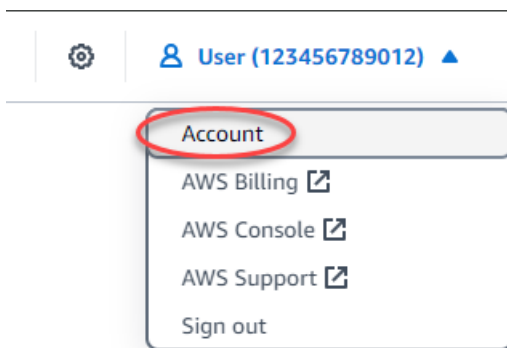 User (123456789012)
Account
AWS Billing
AWS Console
AWS Support
Sign out